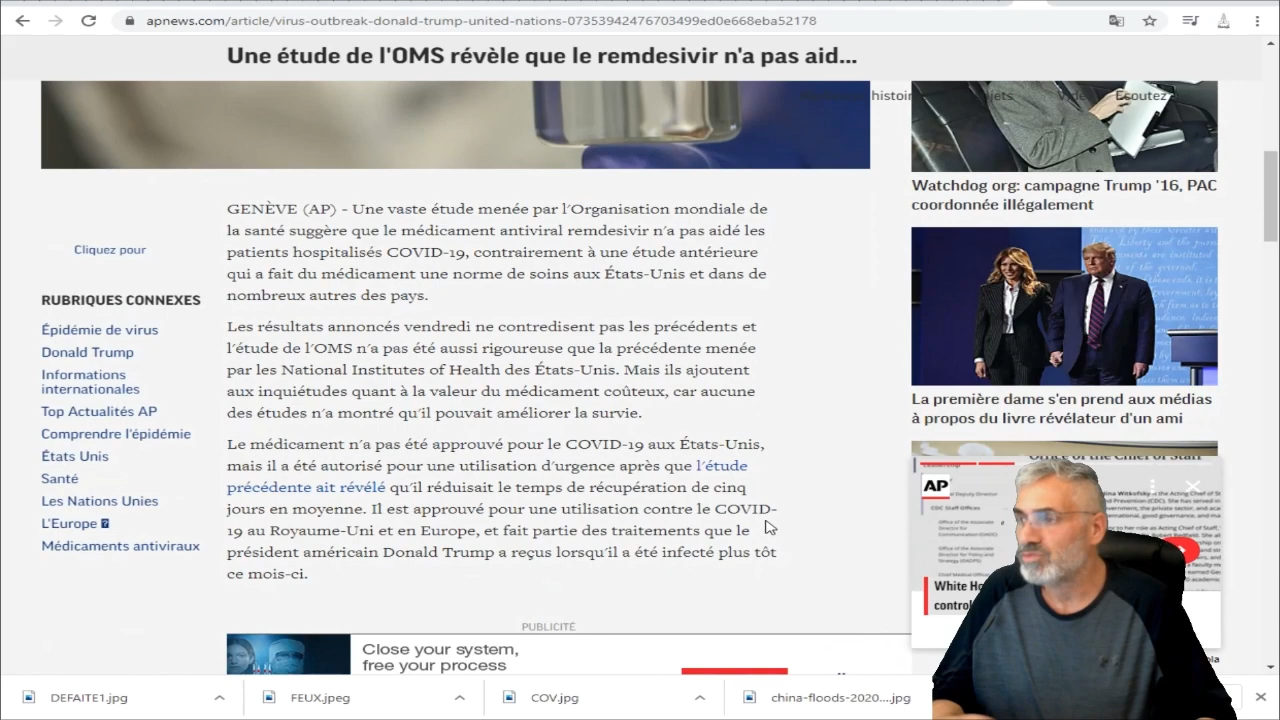 apnews.com/article/virus-outbreak-donald-trump-united-nations-07353942476703499ed0e668eba52178
Une étude de l'OMS révèle que le remdesivir n'a pas aid...
Écoutez
Cliquez pour
RUBRIQUES CONNEXES
Épidémie de virus
Donald Trump
Informations
internationales
Top Actualités AP
Comprendre l'épidémie
États Unis
Santé
Les Nations Unies
L'Europe
Médicaments antiviraux
GENÈVE (AP) - Une vaste étude menée par l'Organisation mondiale de
la santé suggère que le médicament antiviral remdesivir n'a pas aidé les
patients hospitalisés COVID-19, contrairement à une étude antérieure
qui a fait du médicament une norme de soins aux États-Unis et dans de
nombreux autres des pays.
Les résultats annoncés vendredi ne contredisent pas les précédents et
l'étude de l'OMS n'a pas été aussi rigoureuse que la précédente menée
par les National Institutes of Health des États-Unis. Mais ils ajoutent
aux inquiétudes quant à la valeur du médicament coûteux, car aucune
des études n'a montré qu'il pouvait améliorer la survie.
Le médicament n'a pas été approuvé pour le COVID-19 aux États-Unis,
mais il a été autorisé pour une utilisation d'urgence après que l'étude
précédente ait révélé qu'il réduisait le temps de récupération de cinq
jours en moyenne. Il est approuvé pour une utilisation contre le COVID-
19 au Royaume-Uni et en Europe et fait partie des traitements que le
président américain Donald Trump a reçus lorsqu'il a été infecté plus tôt
ce mois-ci.
PUBLICITÉ
Close your system,
free your process
Watchdog org: campagne Trump '16, PAC
coordonnée illégalement
La première dame s'en prend aux médias
à propos du livre révélateur d'un ami
Office of the Chief of Staff
AP
Deputy Director
CDC Staff Offices
White Ho
control
DEFAITE1.jpg
FEUX.jpeg
COV.jpg
china-floods-2020....jpg